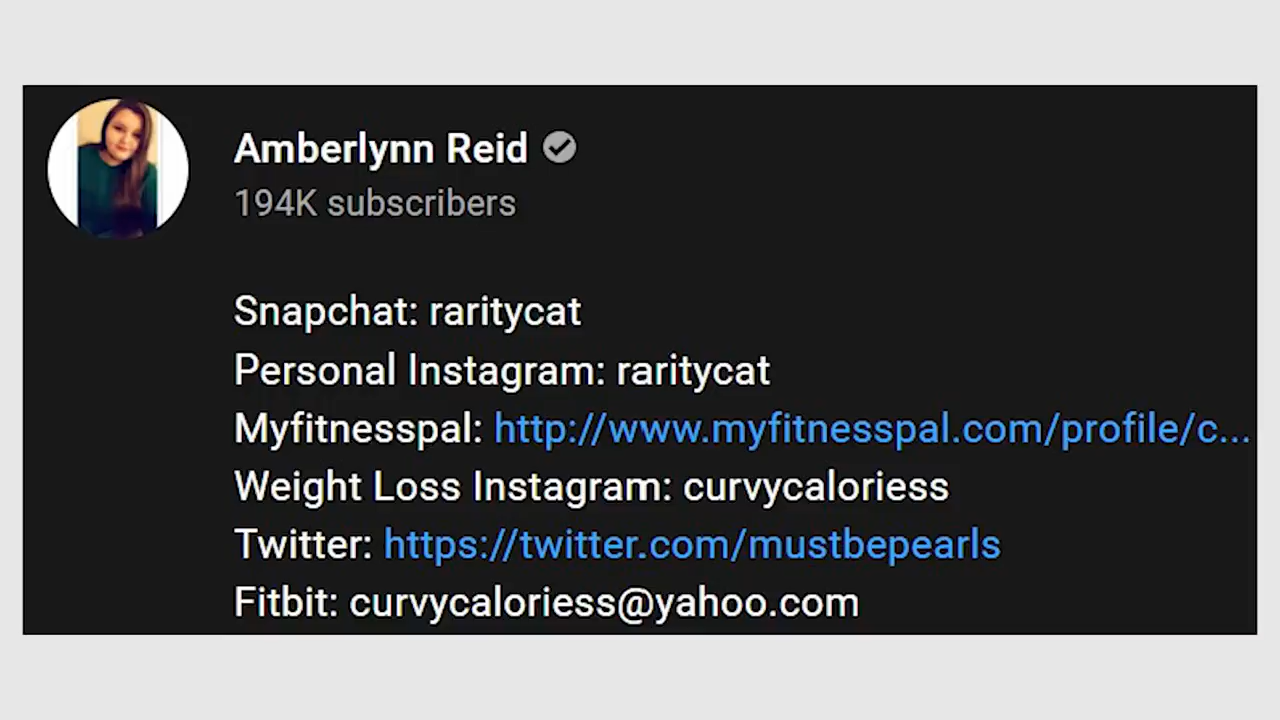 Amberlynn Reid
194K subscribers
Snapchat: raritycat
Personal Instagram: raritycat
Myfitnesspal: http://www.myfitnesspal.com/profile/c...
Weight Loss Instagram: curvycaloriess
Twitter: https://twitter.com/mustbepearls
Fitbit: curvycaloriess@yahoo.com